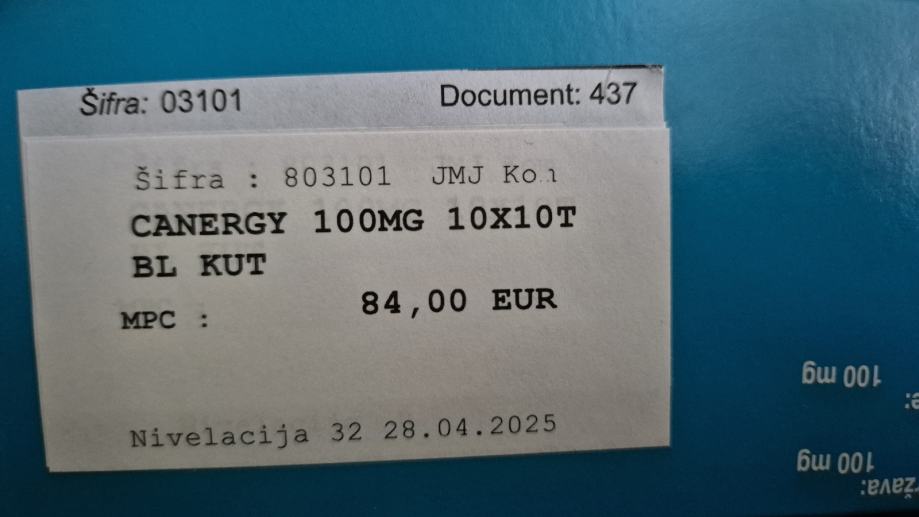 Šifra: 03101 Document: 437
Šifra : 803101 JMJ
CANERGY 100MG 10X10T
BL KUT
MPC : 84,00 EUR
Nivelacija 32 28.04.2025
100 mg
100 mg